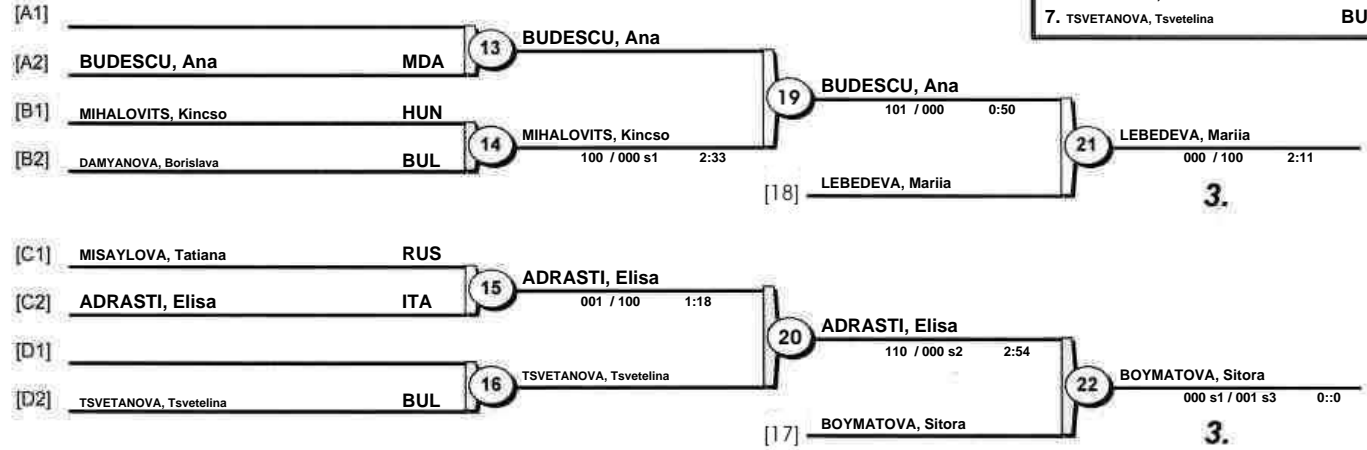 7. TSVETANOVA, Tsvetelina BU
[A1]
13 BUDESCU, Ana
[A2] BUDESCU, Ana MDA
19 BUDESCU, Ana
101 / 000 0:50
[B1] MIHALOVITS, Kincso HUN
14 MIHALOVITS, Kincso
100 / 000 s1 2:33
21 LEBEDEVA, Mariia
000 / 100 2:11
[B2] DAMYANOVA, Borislava BUL
[18] LEBEDEVA, Mariia
3.
[C1] MISAYLOVA, Tatiana RUS
15 ADRASTI, Elisa
001 / 100 1:18
[C2] ADRASTI, Elisa ITA
20 ADRASTI, Elisa
110 / 000 s2 2:54
[D1]
16 TSVETANOVA, Tsvetelina
22 BOYMATOVA, Sitora
000 s1 / 001 s3 0::0
[D2] TSVETANOVA, Tsvetelina BUL
[17] BOYMATOVA, Sitora
3.